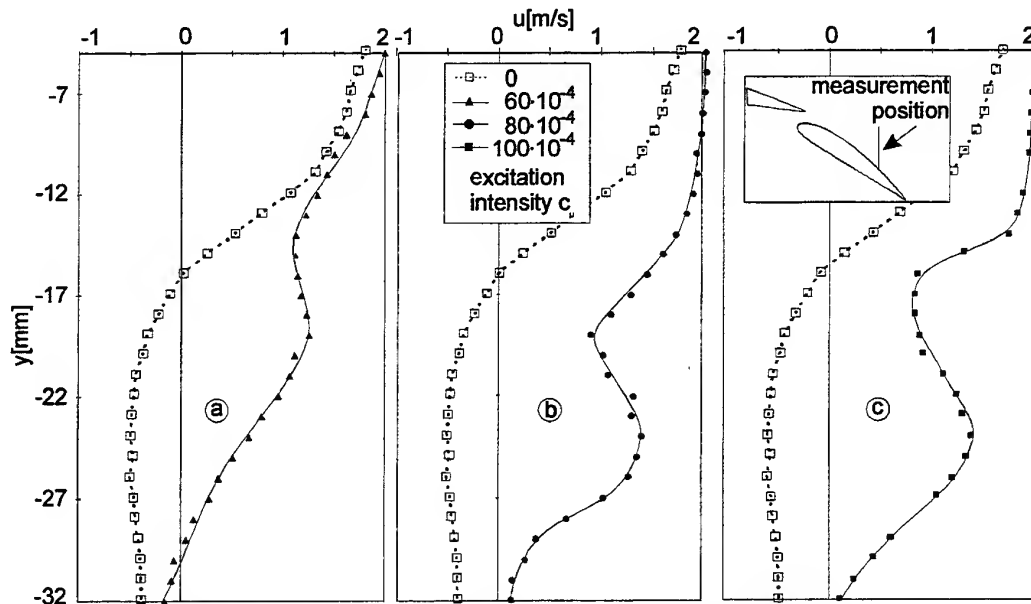 u[m/s]
-1 0 1 2 -1 0 1 2 -1 0 1 2
y[mm]
-7
-12
-17
-22
-27
-32
0
60·10-4
80·10-4
100·10-4
excitation
intensity cμ
measurement
position
a
b
c